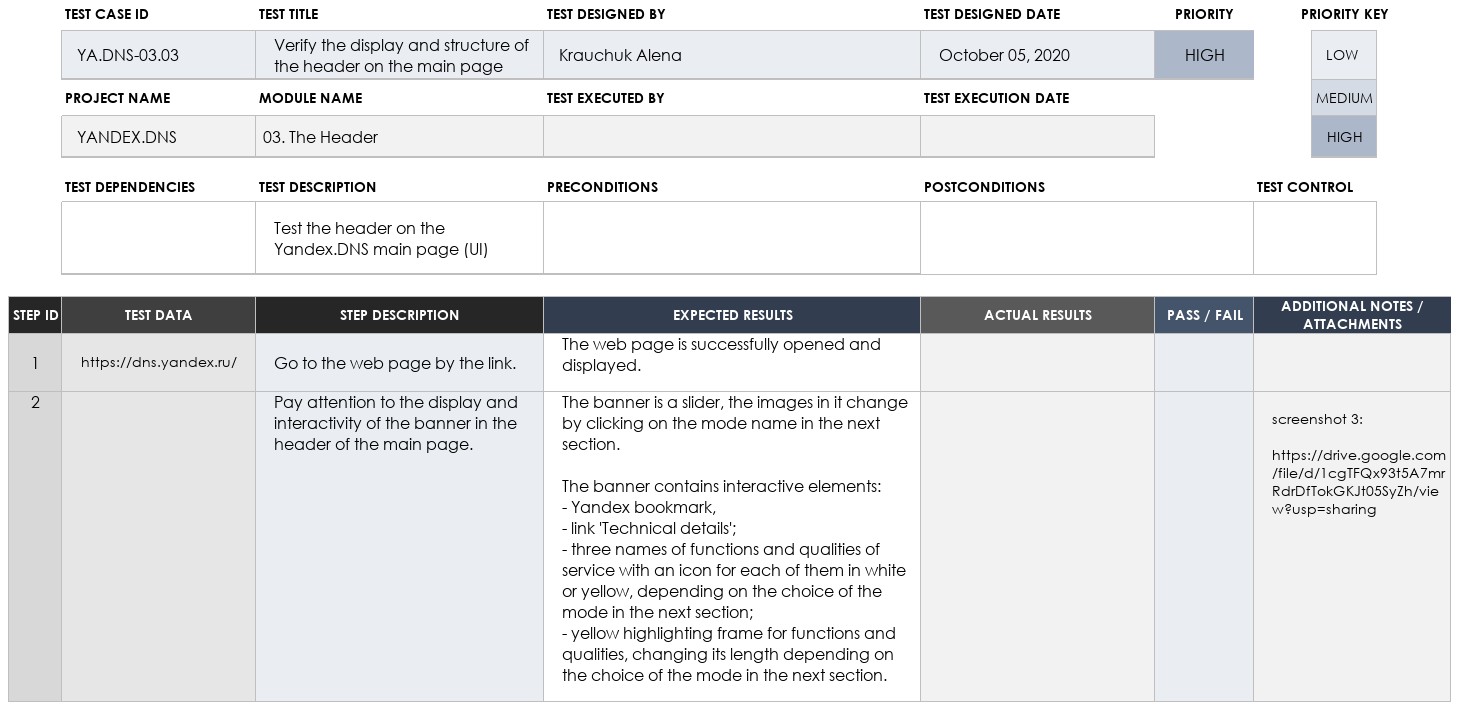 TEST CASE ID TEST TITLE TEST DESIGNED BY TEST DESIGNED DATE PRIORITY PRIORITY KEY
YA.DNS-03.03
Verify the display and structure of
the header on the main page
Krauchuk Alena
October 05, 2020
HIGH
LOW
PROJECT NAME MODULE NAME TEST EXECUTED BY TEST EXECUTION DATE
MEDIUM
YANDEX.DNS
03. The Header
HIGH
TEST DEPENDENCIES TEST DESCRIPTION PRECONDITIONS POSTCONDITIONS TEST CONTROL
Test the header on the
Yandex.DNS main page (UI)
STEP ID TEST DATA STEP DESCRIPTION EXPECTED RESULTS ACTUAL RESULTS PASS / FAIL
ADDITIONAL NOTES /
ATTACHMENTS
1
https://dns.yandex.ru/
Go to the web page by the link.
The web page is successfully opened and
displayed.
2
Pay attention to the display and
interactivity of the banner in the
header of the main page.
The banner is a slider, the images in it change
by clicking on the mode name in the next
section.
The banner contains interactive elements:
- Yandex bookmark,
- link 'Technical details';
- three names of functions and qualities of
service with an icon for each of them in white
or yellow, depending on the choice of the
mode in the next section;
- yellow highlighting frame for functions and
qualities, changing its length depending on
the choice of the mode in the next section.
screenshot 3:
https://drive.google.com
/file/d/1cgTFQx93t5A7mr
RdrDfTokGKJt05SyZh/vie
w?usp=sharing